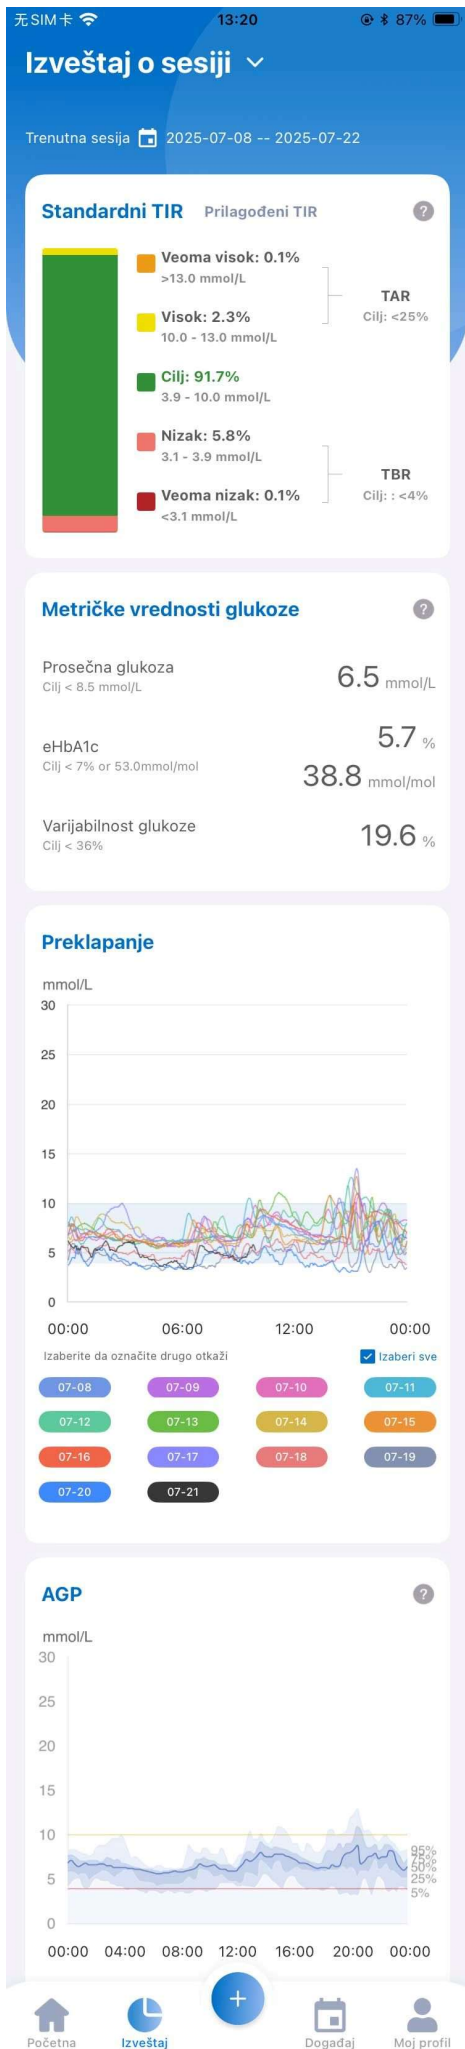 无SIM卡 13:20 87%
Izveštaj o sesiji
Trenutna sesija 2025-07-08 -- 2025-07-22
Standardni TIR Prilagođeni TIR ?
Veoma visok: 0.1%
>13.0 mmol/L
TAR
Visok: 2.3%
Cilj: <25%
10.0 - 13.0 mmol/L
Cilj: 91.7%
3.9 - 10.0 mmol/L
Nizak: 5.8%
3.1 - 3.9 mmol/L
TBR
Veoma nizak: 0.1%
Cilj: : <4%
<3.1 mmol/L
Metričke vrednosti glukoze ?
Prosečna glukoza
6.5 mmol/L
Cilj < 8.5 mmol/L
5.7 %
eHbA1c
Cilj < 7% or 53.0mmol/mol
38.8 mmol/mol
Varijabilnost glukoze
19.6 %
Cilj < 36%
Preklapanje
mmol/L
30
25
20
15
10
5
0
00:00 06:00 12:00 00:00
Izaberite da označite drugo otkaži Izaberi sve
07-08 07-09 07-10 07-11
07-12 07-13 07-14 07-15
07-16 07-17 07-18 07-19
07-20 07-21
AGP ?
mmol/L
30
25
20
15
10
5
0
95%
75%
50%
25%
5%
00:00 04:00 08:00 12:00 16:00 20:00 00:00
+
Početna Izveštaj Događaj Moj profil